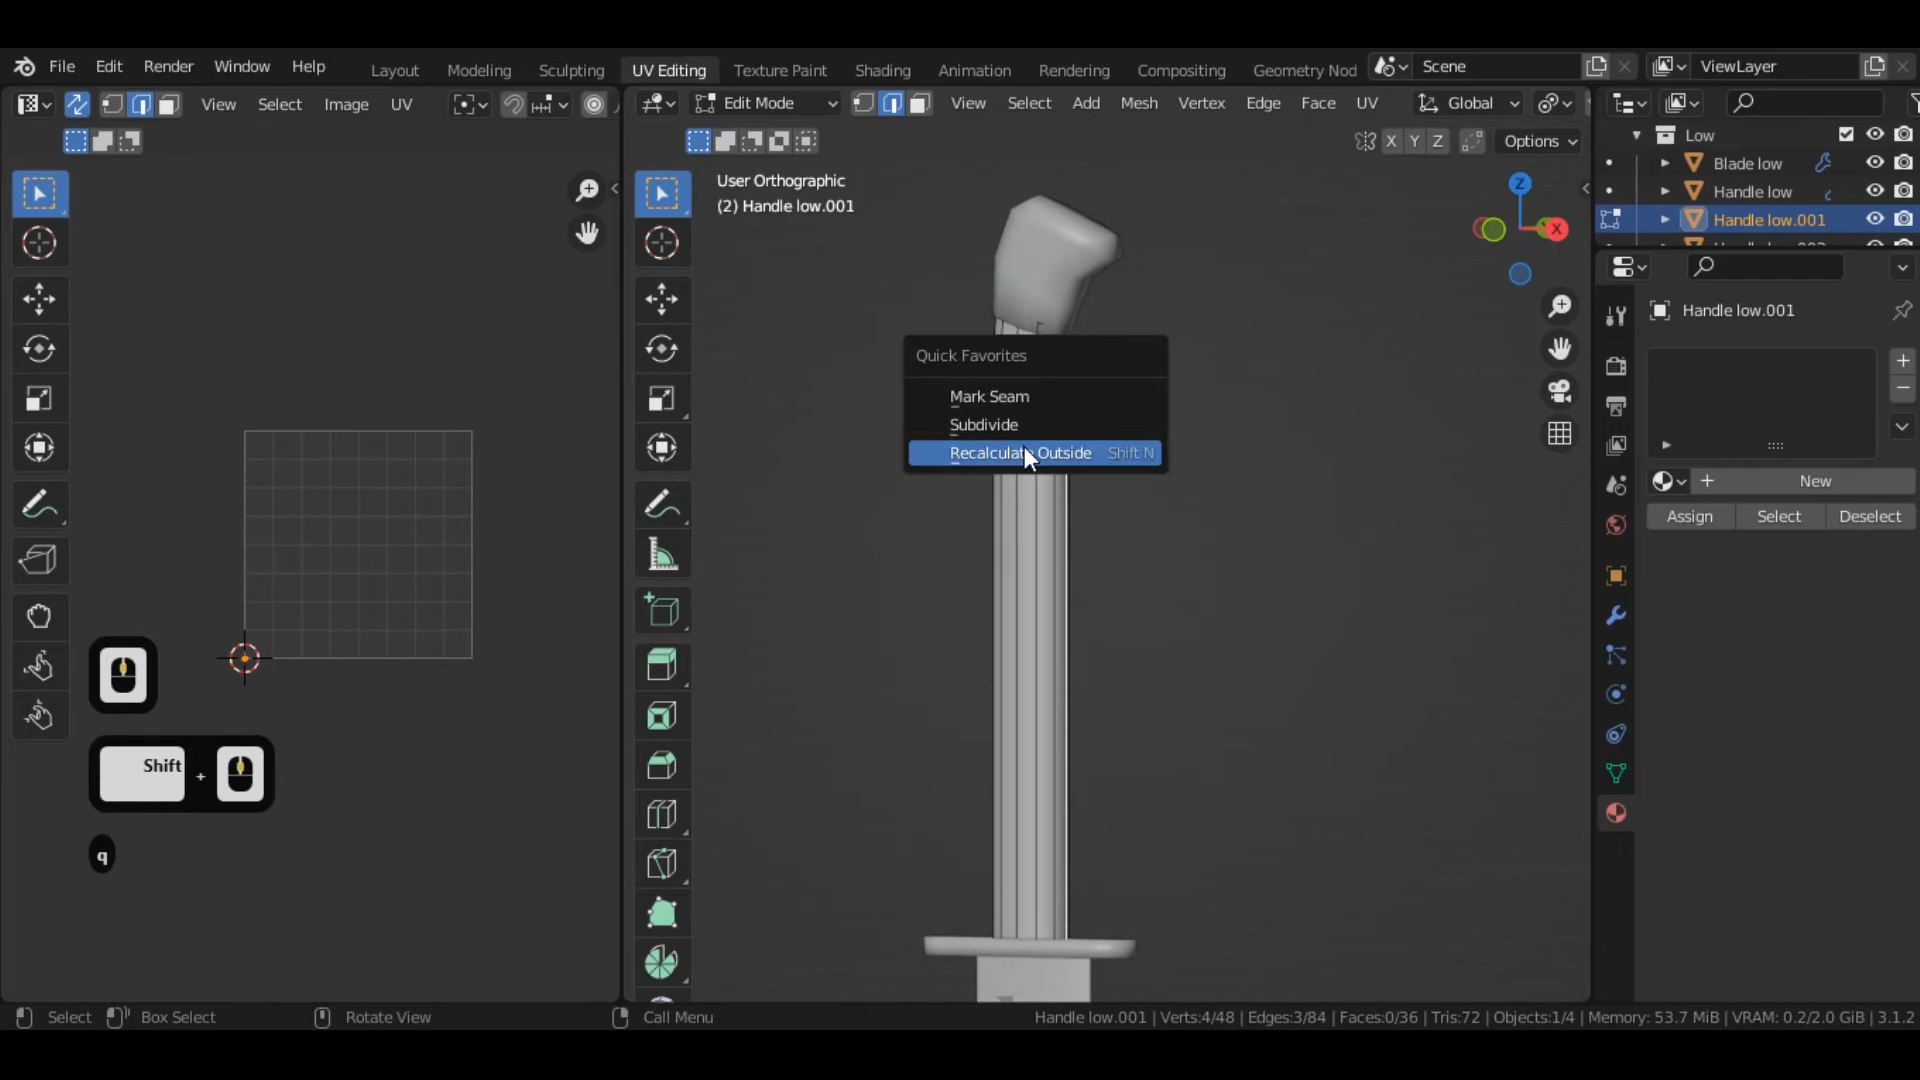 File Edit Render Window Help Layout Modeling Sculpting UV Editing Texture Paint Shading Animation Rendering Compositing Geometry Nod Scene ViewLayer
View Select Image UV Edit Mode View Select Add Mesh Vertex Edge Face UV Global
X Y Z Options
Low
Blade low
Handle low
Handle low.001
User Orthographic
(2) Handle low.001
Z
X
Handle low.001
Quick Favorites
Mark Seam
Subdivide
Recalculate Outside Shift N
New
Assign Select Deselect
Shift +
q
Select Box Select Rotate View Call Menu Handle low.001 | Verts:4/48 | Edges:3/84 | Faces:0/36 | Tris:72 | Objects:1/4 | Memory: 53.7 MiB | VRAM: 0.2/2.0 GiB | 3.1.2